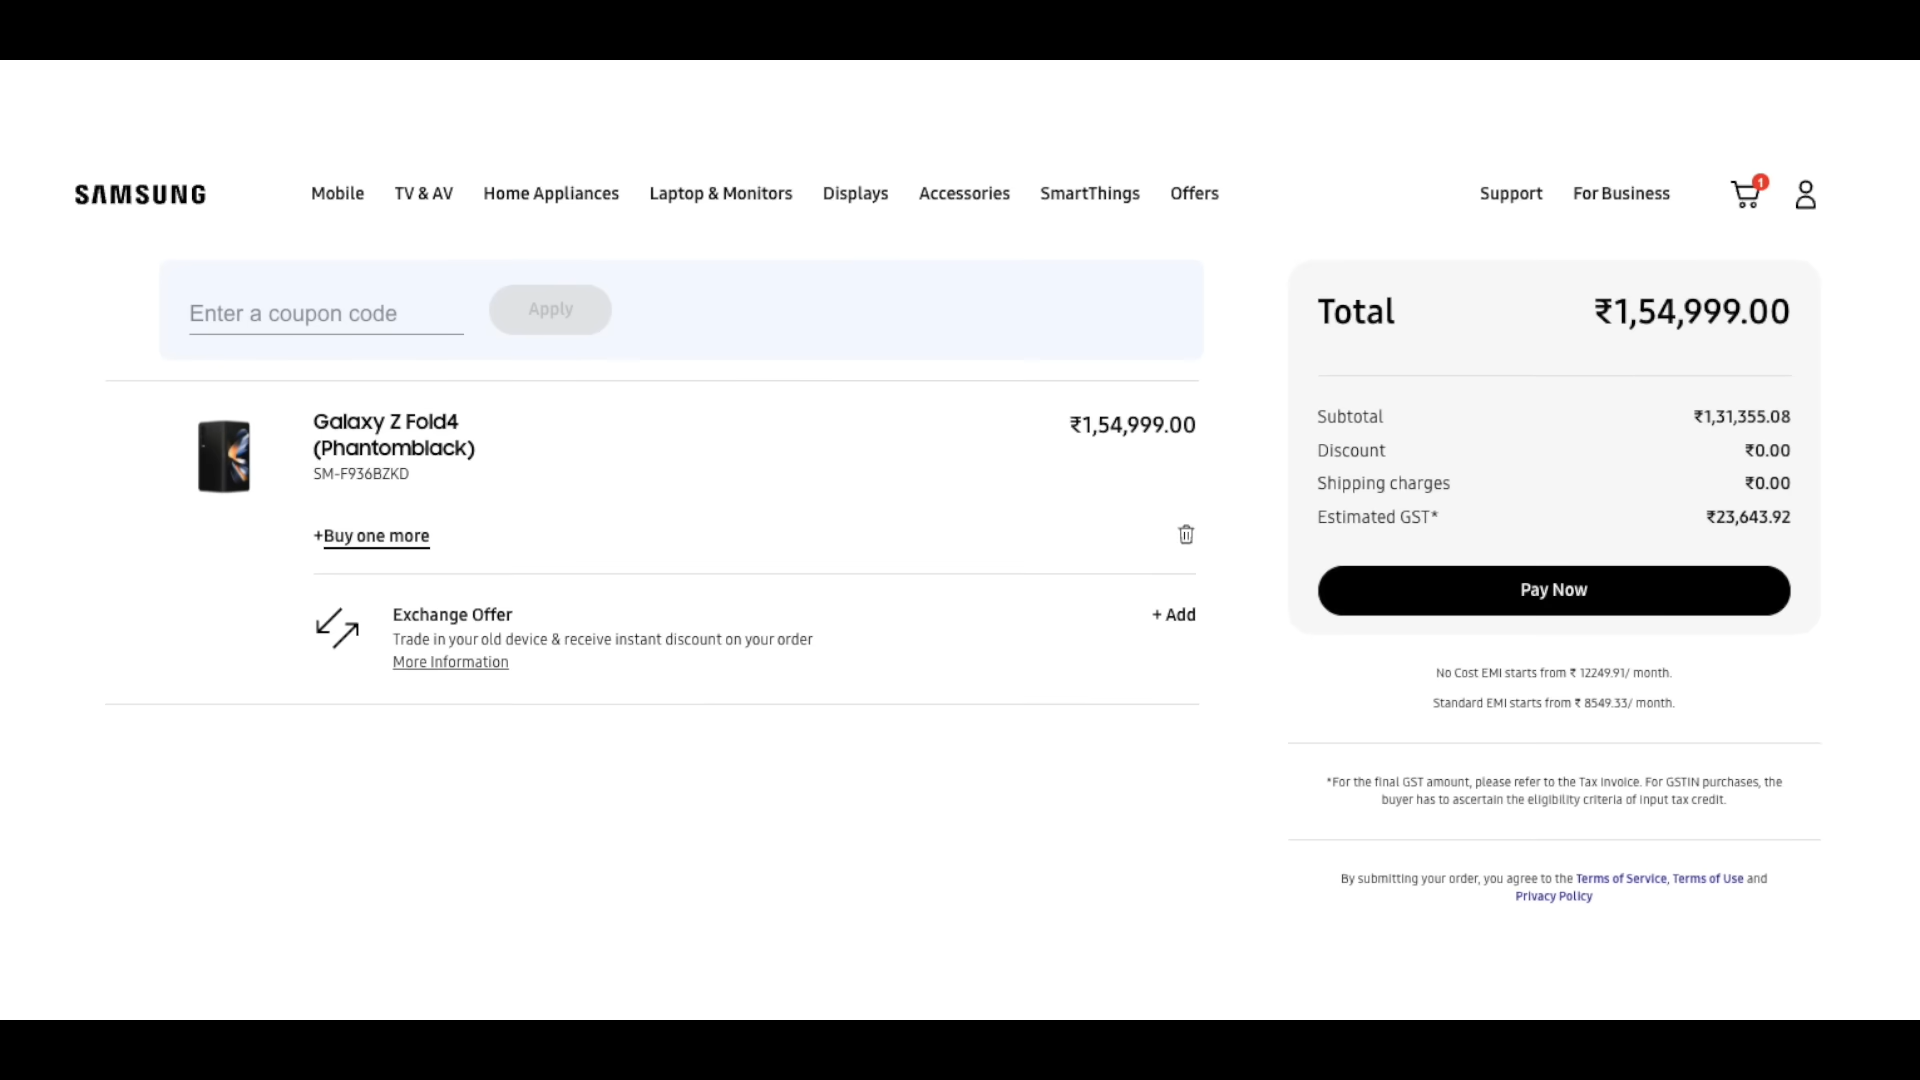 SAMSUNG
Mobile
TV & AV
Home Appliances
Laptop & Monitors
Displays
Accessories
SmartThings
Offers
Support
For Business
1
Enter a coupon code
Apply
Galaxy Z Fold4
(Phantomblack)
SM-F936BZKD
₹1,54,999.00
+Buy one more
Exchange Offer
+ Add
Trade in your old device & receive instant discount on your order
More Information
Total ₹1,54,999.00
Subtotal ₹1,31,355.08
Discount ₹0.00
Shipping charges ₹0.00
Estimated GST* ₹23,643.92
Pay Now
No Cost EMI starts from ₹ 12249.91/ month.
Standard EMI starts from ₹ 8549.33/ month.
*For the final GST amount, please refer to the Tax Invoice. For GSTIN purchases, the
buyer has to ascertain the eligibility criteria of input tax credit.
By submitting your order, you agree to the Terms of Service, Terms of Use and
Privacy Policy